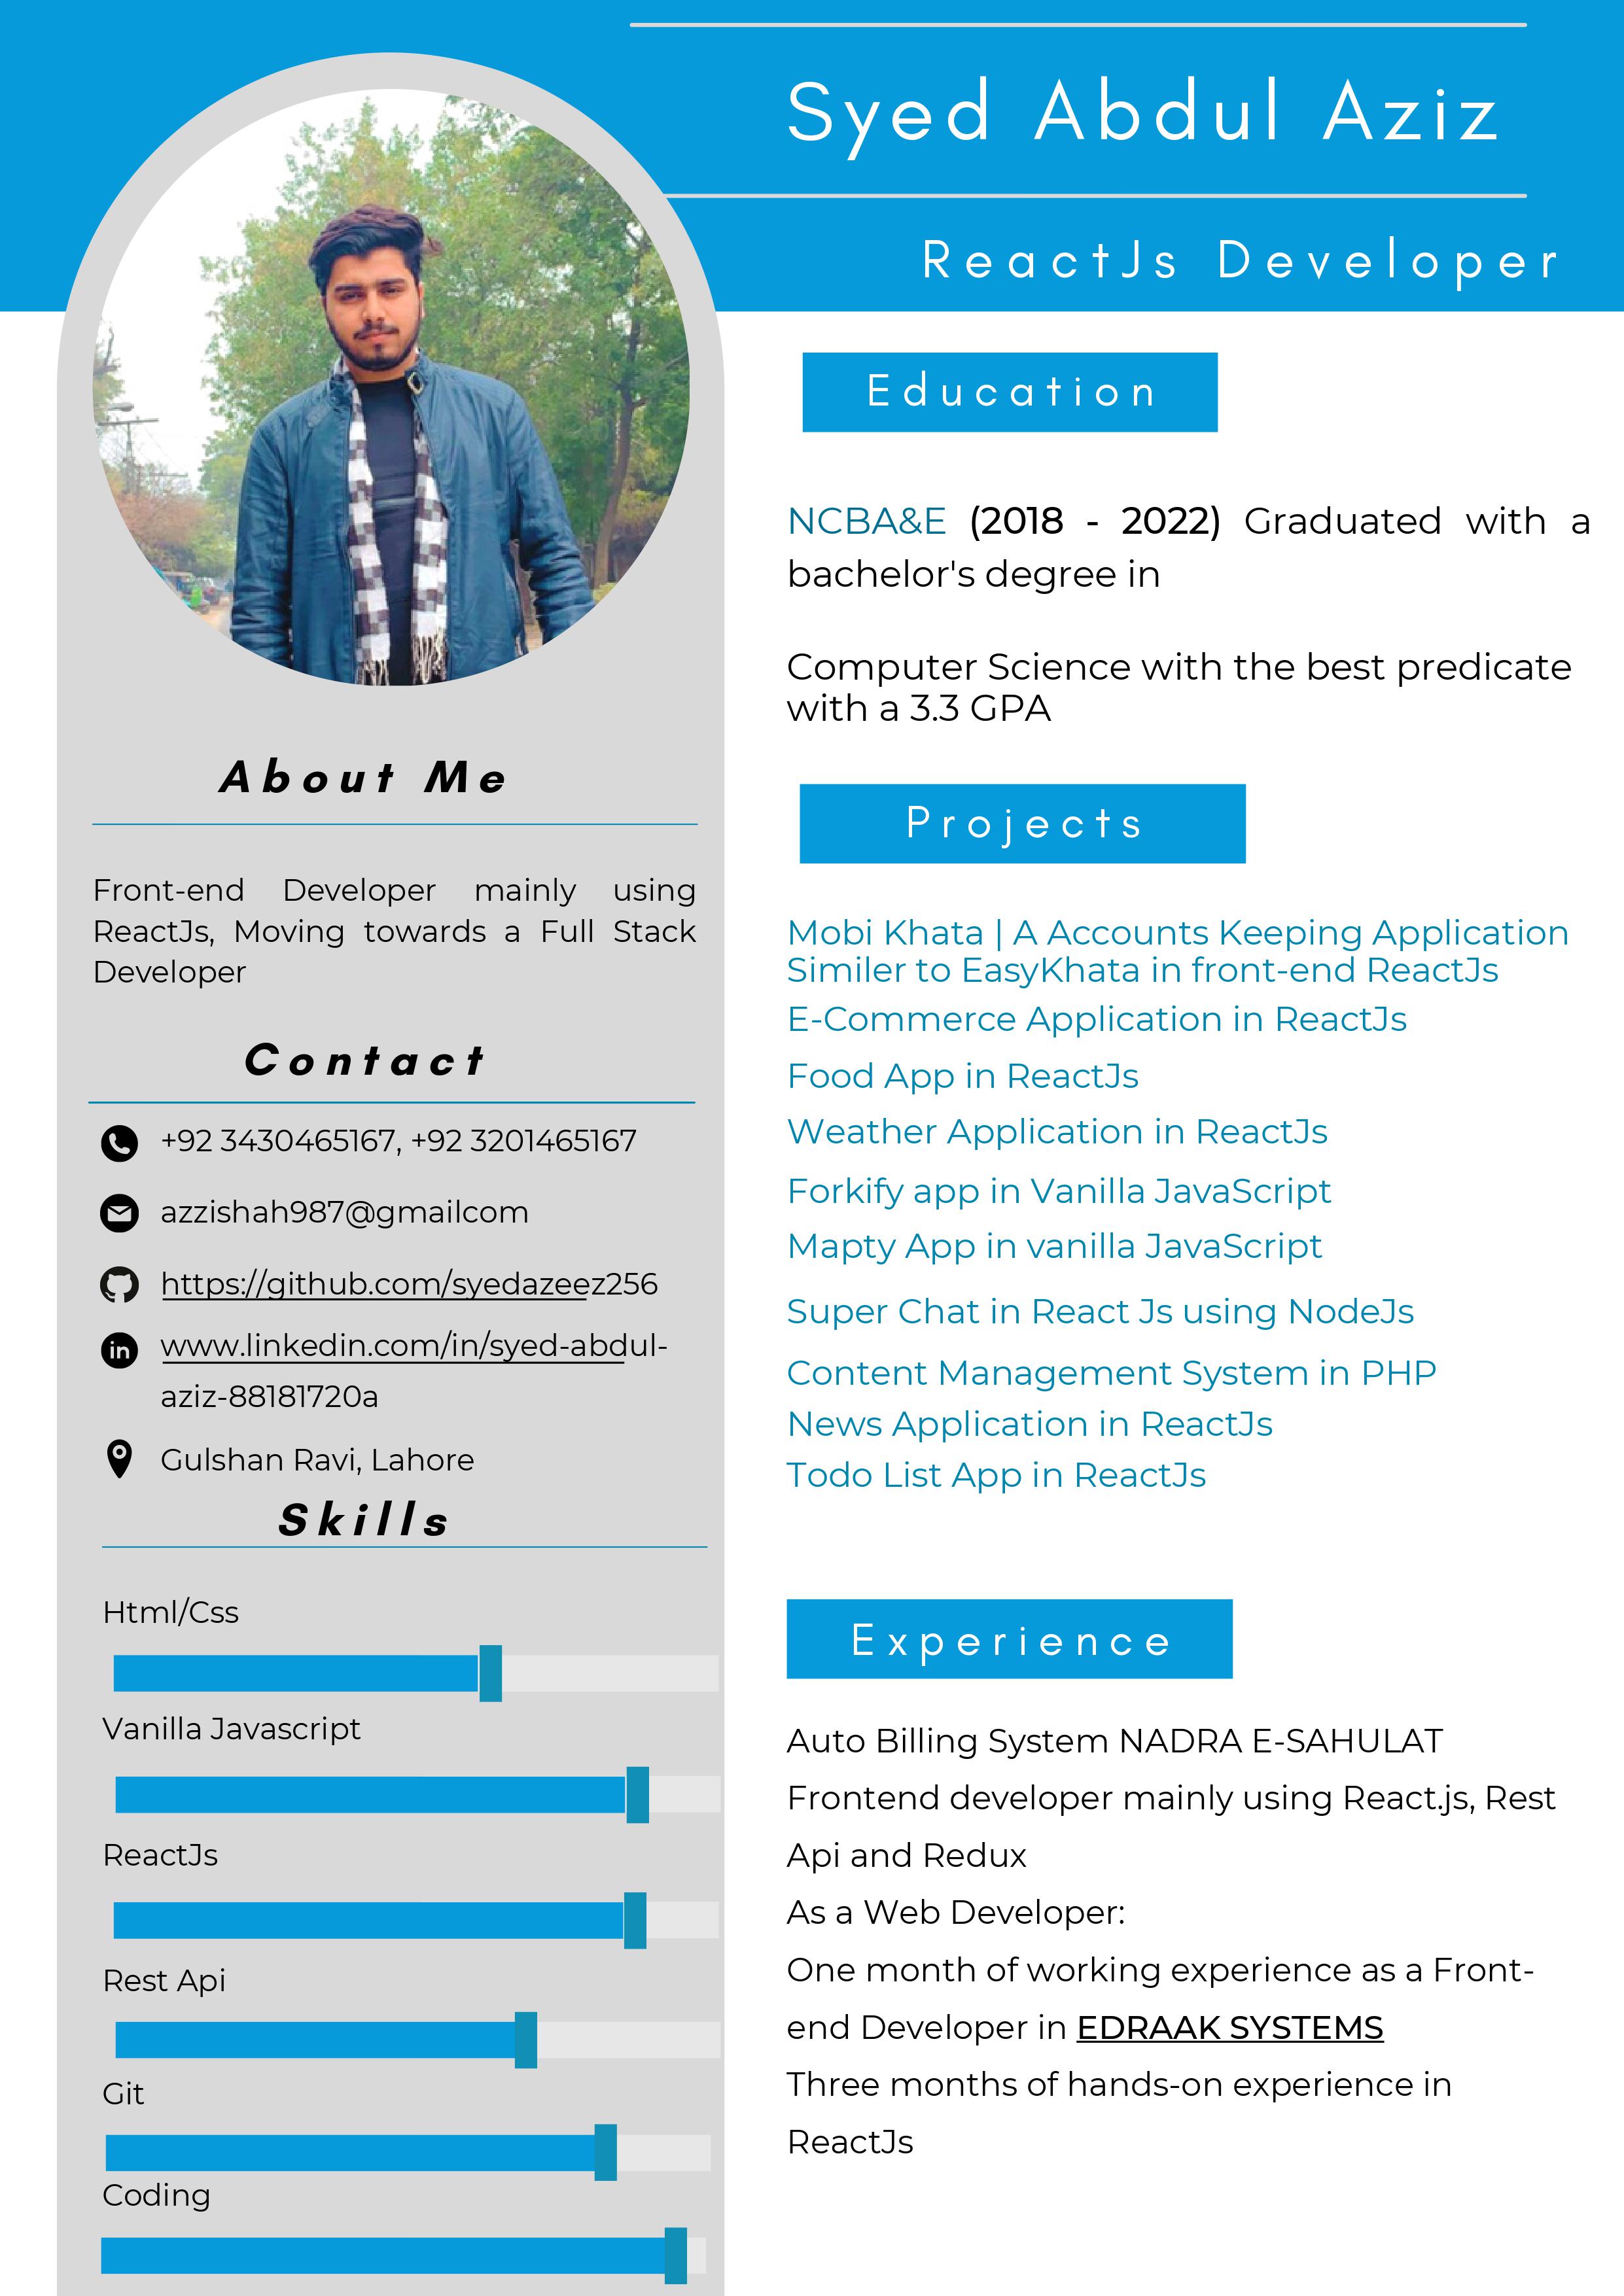 Syed Abdul Aziz
ReactJs Developer
About Me
Front-end Developer mainly using
ReactJs, Moving towards a Full Stack
Developer
Contact
+92 3430465167, +92 3201465167
azzishah987@gmailcom
https://github.com/syedazeez256
www.linkedin.com/in/syed-abdul-
aziz-88181720a
Gulshan Ravi, Lahore
Skills
Html/Css
Vanilla Javascript
ReactJs
Rest Api
Git
Coding
Education
NCBA&E (2018 - 2022) Graduated with a
bachelor's degree in
Computer Science with the best predicate
with a 3.3 GPA
Projects
Mobi Khata | A Accounts Keeping Application
Similer to EasyKhata in front-end ReactJs
E-Commerce Application in ReactJs
Food App in ReactJs
Weather Application in ReactJs
Forkify app in Vanilla JavaScript
Mapty App in vanilla JavaScript
Super Chat in React Js using NodeJs
Content Management System in PHP
News Application in ReactJs
Todo List App in ReactJs
Experience
Auto Billing System NADRA E-SAHULAT
Frontend developer mainly using React.js, Rest
Api and Redux
As a Web Developer:
One month of working experience as a Front-
end Developer in EDRAAK SYSTEMS
Three months of hands-on experience in
ReactJs